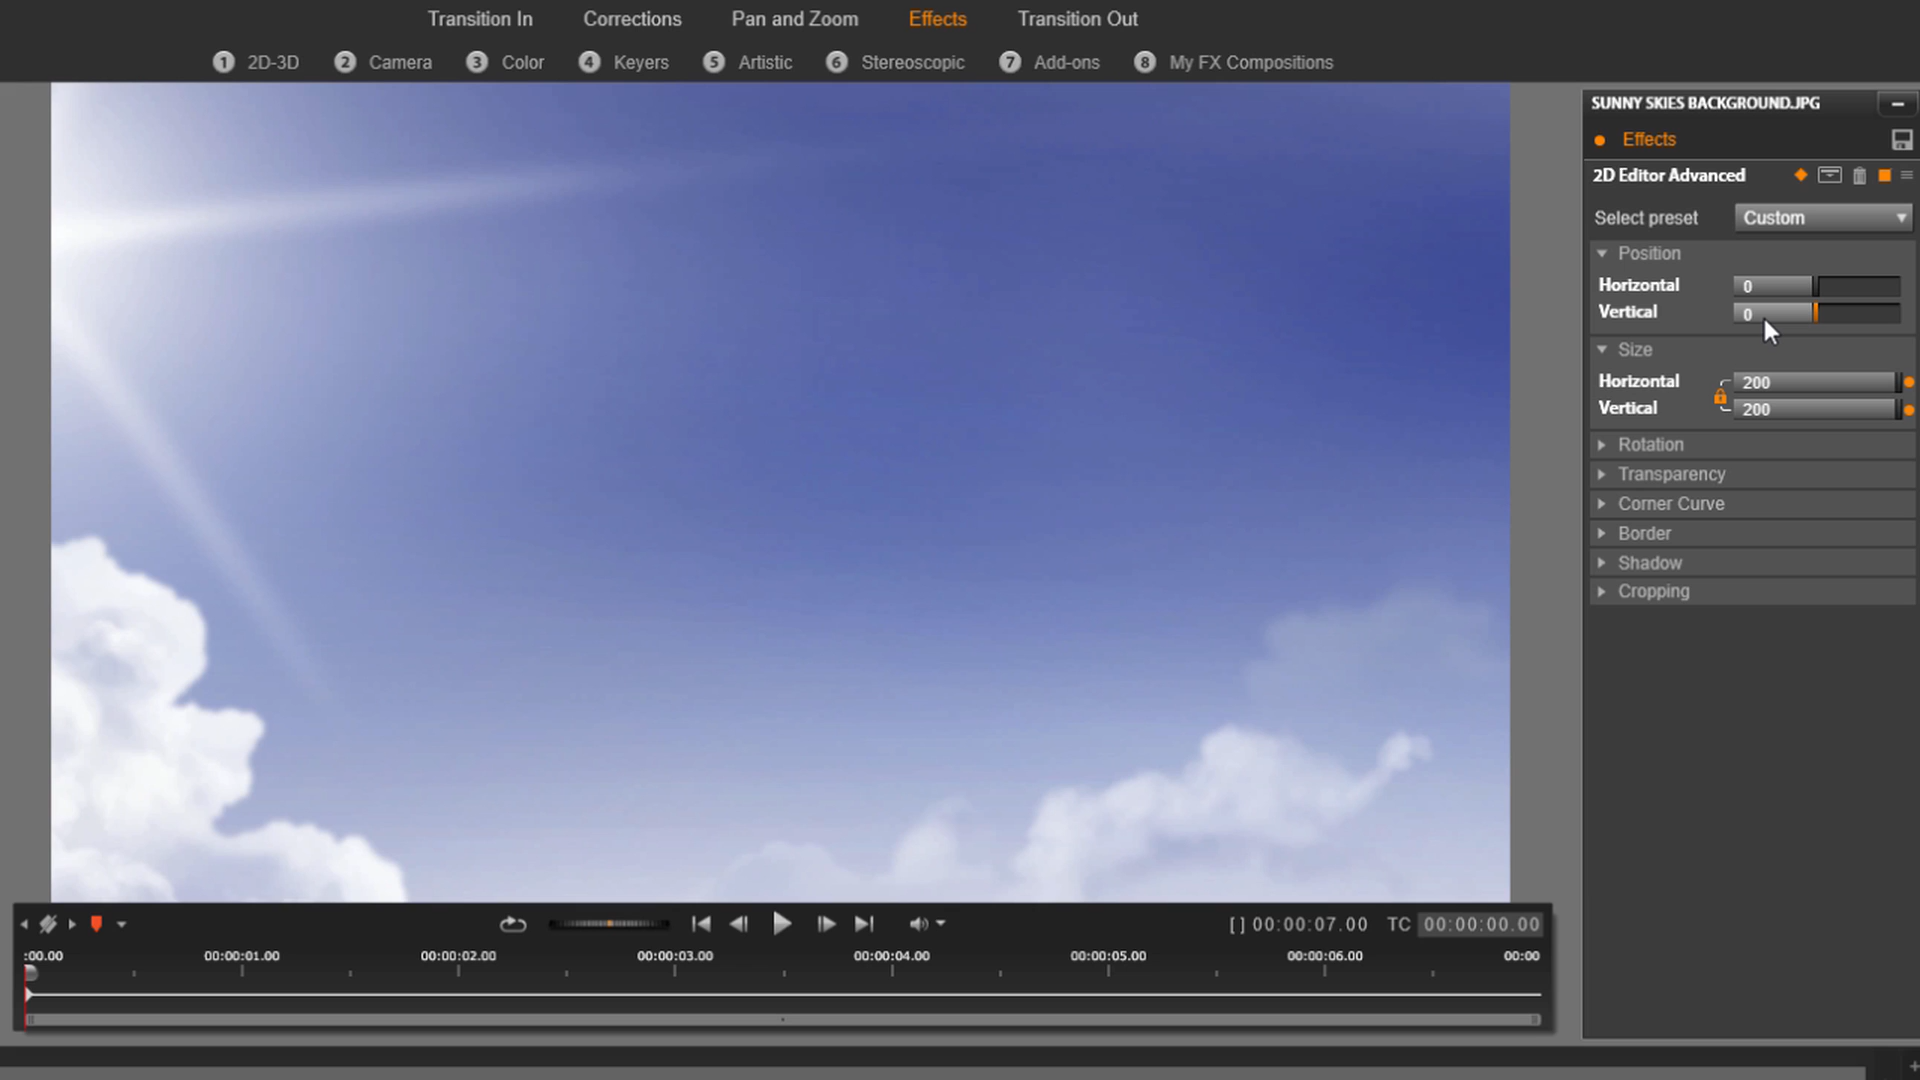 Transition In Corrections Pan and Zoom Effects Transition Out
1 2D-3D 2 Camera 3 Color 4 Keyers 5 Artistic 6 Stereoscopic 7 Add-ons 8 My FX Compositions
SUNNY SKIES BACKGROUND.JPG
Effects
2D Editor Advanced
Select preset Custom
Position
Horizontal 0
Vertical 0
Size
Horizontal 200
Vertical 200
Rotation
Transparency
Corner Curve
Border
Shadow
Cropping
[] 00:00:07.00 TC 00:00:00.00
:00.00 00:00:01.00 00:00:02.00 00:00:03.00 00:00:04.00 00:00:05.00 00:00:06.00 00:00